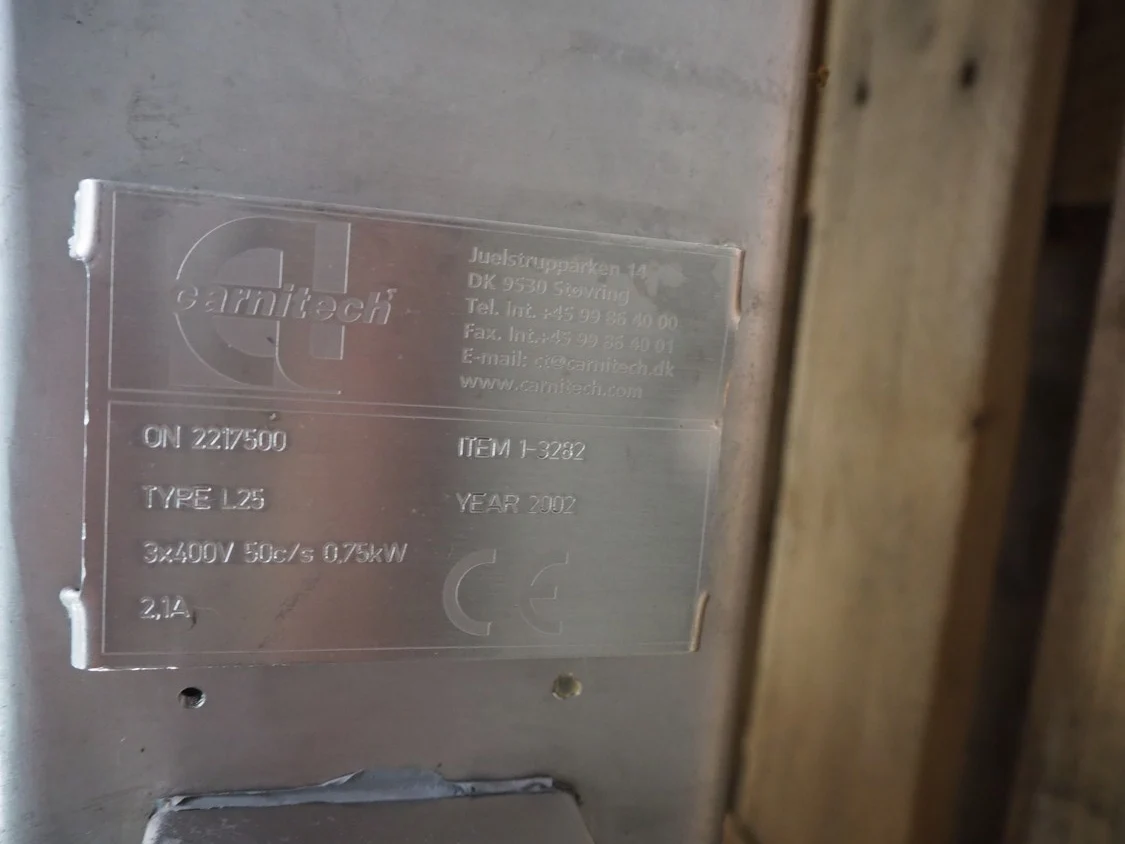 carnitech
Juelstrupparken 14
DK 9530 Støvring
Tel. Int. +45 99 86 40 00
Fax. Int.+45 99 86 40 01
E-mail: ct@carnitech.dk
www.carnitech.com
ON 2217500
ITEM 1-3282
TYPE L25
YEAR 2002
3x400V 50c/s 0,75kW
2,1A
CE